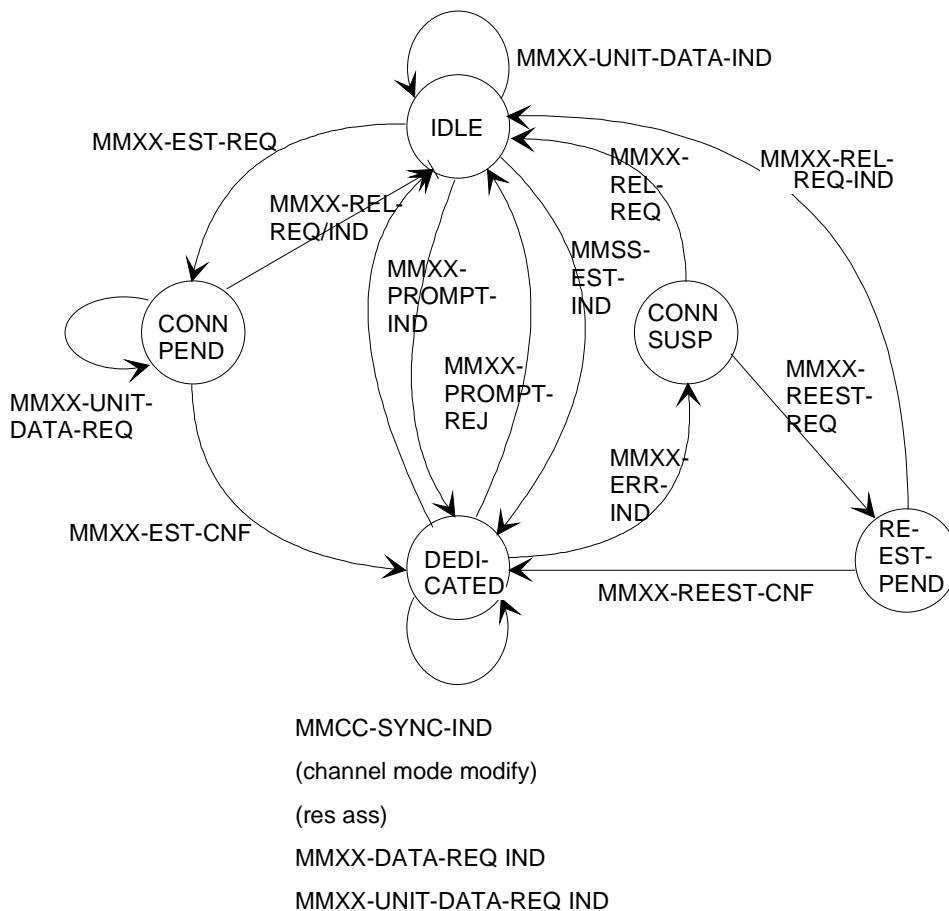 MMXX-UNIT-DATA-IND
IDLE
MMXX-EST-REQ
MMXX-
REL-
REQ
MMXX-REL-
REQ-IND
MMXX-REL-
REQ/IND
MMXX-
PROMPT-
IND
MMSS-
EST-
IND
CONN
PEND
CONN
SUSP
MMXX-
PROMPT-
REJ
MMXX-
REEST-
REQ
MMXX-UNIT-
DATA-REQ
MMXX-
ERR-
IND
MMXX-EST-CNF
DEDI-
CATED
RE-
EST-
PEND
MMXX-REEST-CNF
MMCC-SYNC-IND
(channel mode modify)
(res ass)
MMXX-DATA-REQ IND
MMXX-UNIT-DATA-REQ IND